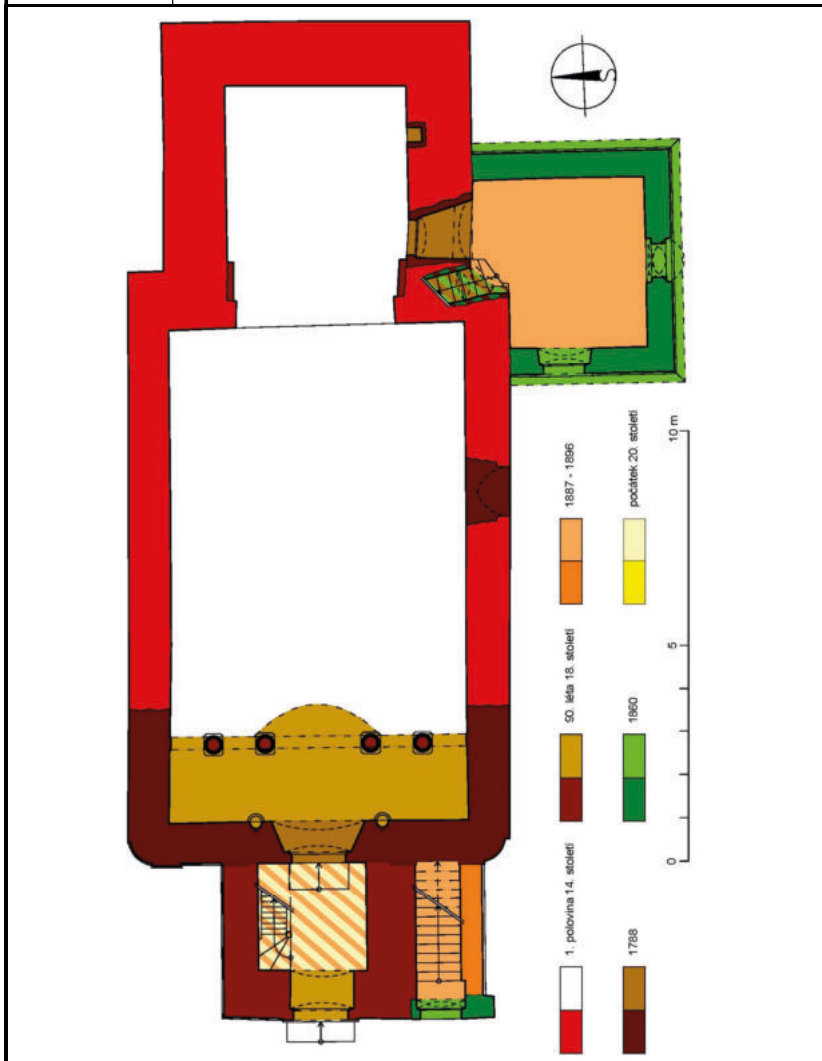 S
1. polovina 14. století
90. léta 18. století
1887 - 1896
1788
1860
počátek 20. století
0
5
10 m